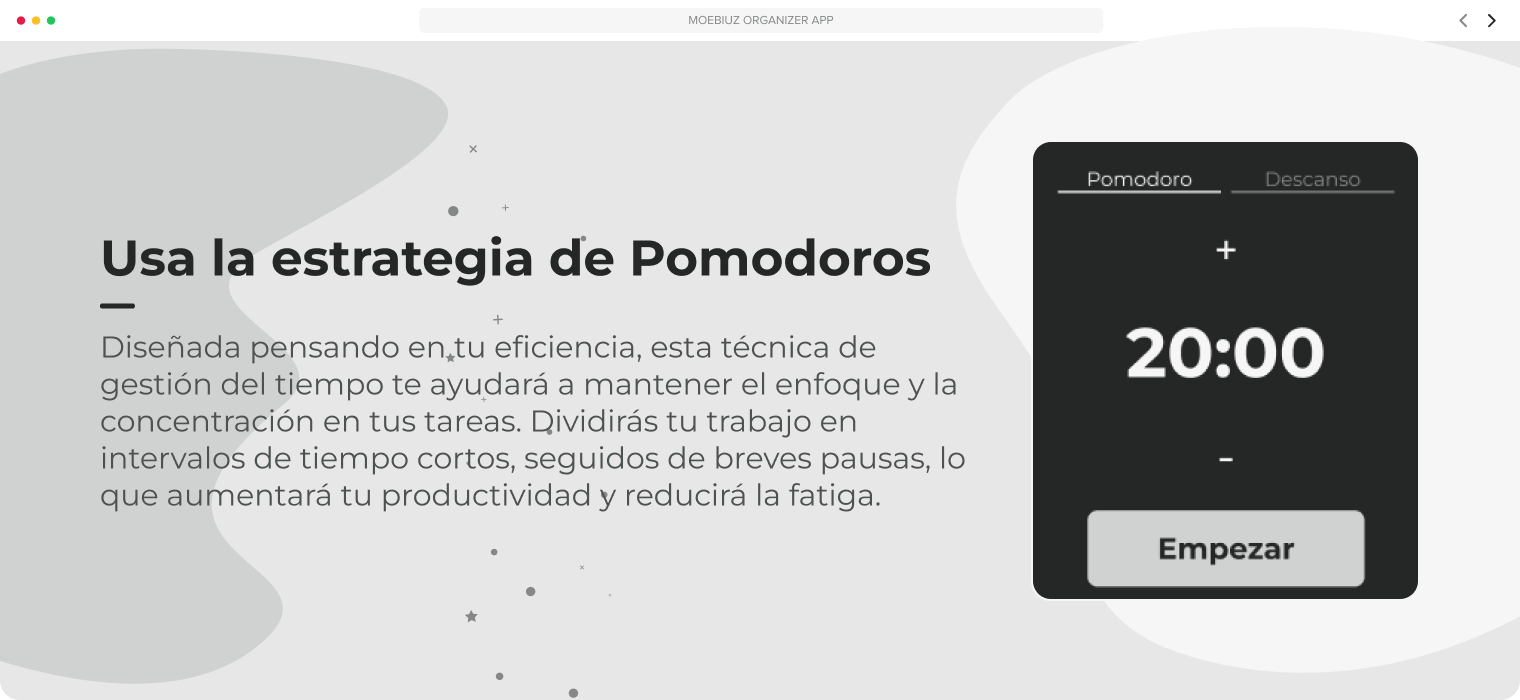 MOEBIUZ ORGANIZER APP
Usa la estrategia de Pomodoros
Diseñada pensando en tu eficiencia, esta técnica de
gestión del tiempo te ayudará a mantener el enfoque y la
concentración en tus tareas. Dividirás tu trabajo en
intervalos de tiempo cortos, seguidos de breves pausas, lo
que aumentará tu productividad y reducirá la fatiga.
Pomodoro Descanso
+
20:00
-
Empezar